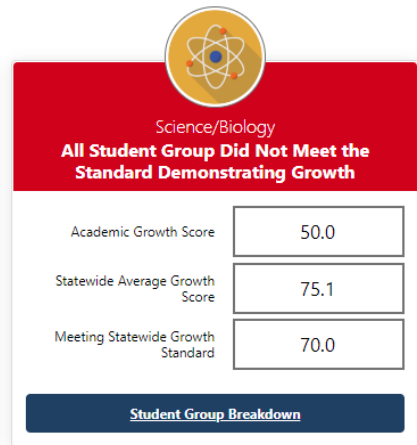 Science/Biology
All Student Group Did Not Meet the
Standard Demonstrating Growth
Academic Growth Score
50.0
Statewide Average Growth
Score
75.1
Meeting Statewide Growth
Standard
70.0
Student Group Breakdown